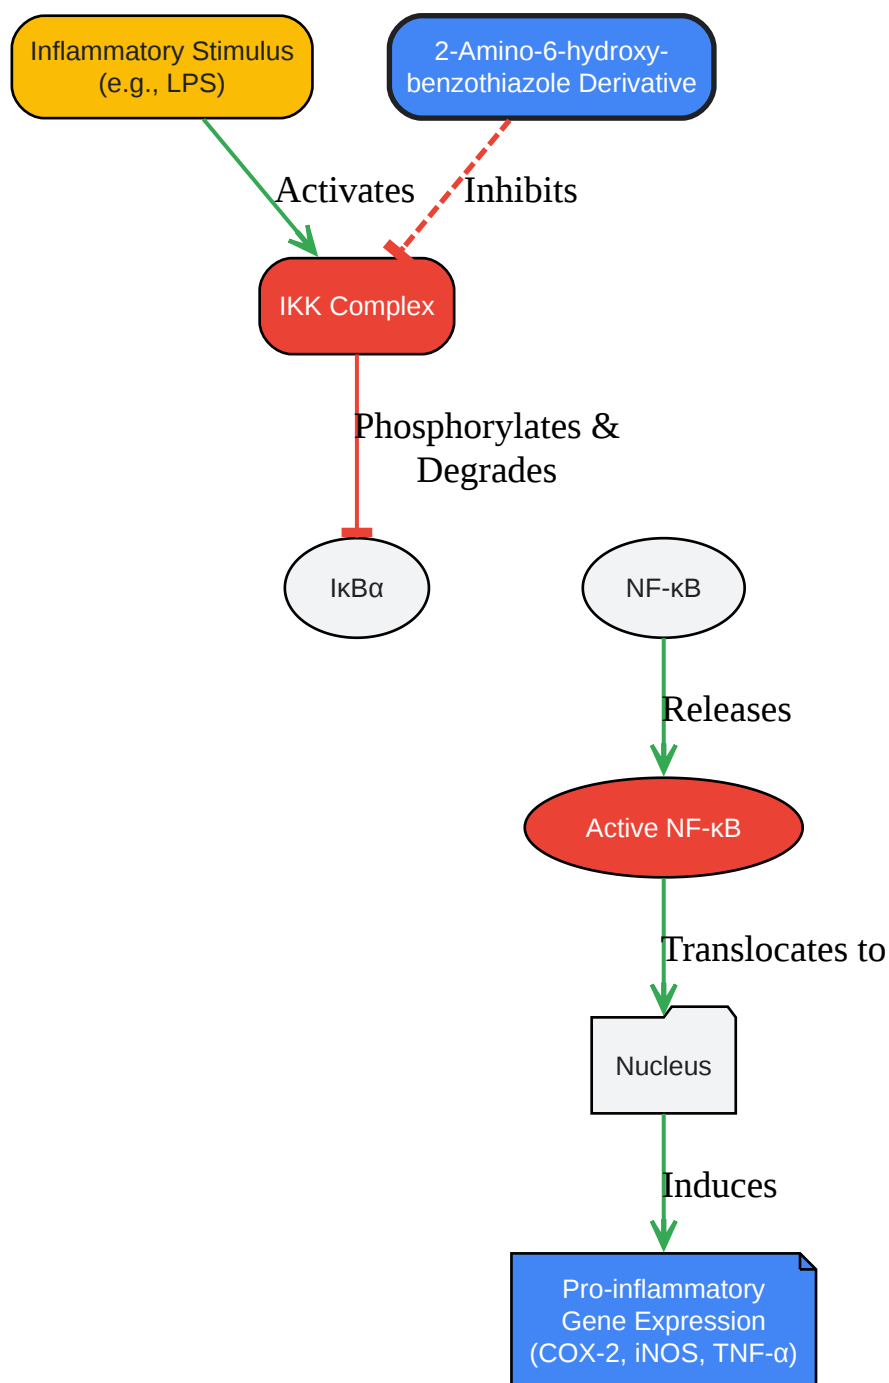 Inflammatory Stimulus
(e.g., LPS)
2-Amino-6-hydroxy-
benzothiazole Derivative
Activates
Inhibits
IKK Complex
Phosphorylates &
Degrades
IκBα
NF-κB
Releases
Active NF-κB
Translocates to
Nucleus
Induces
Pro-inflammatory
Gene Expression
(COX-2, iNOS, TNF-α)